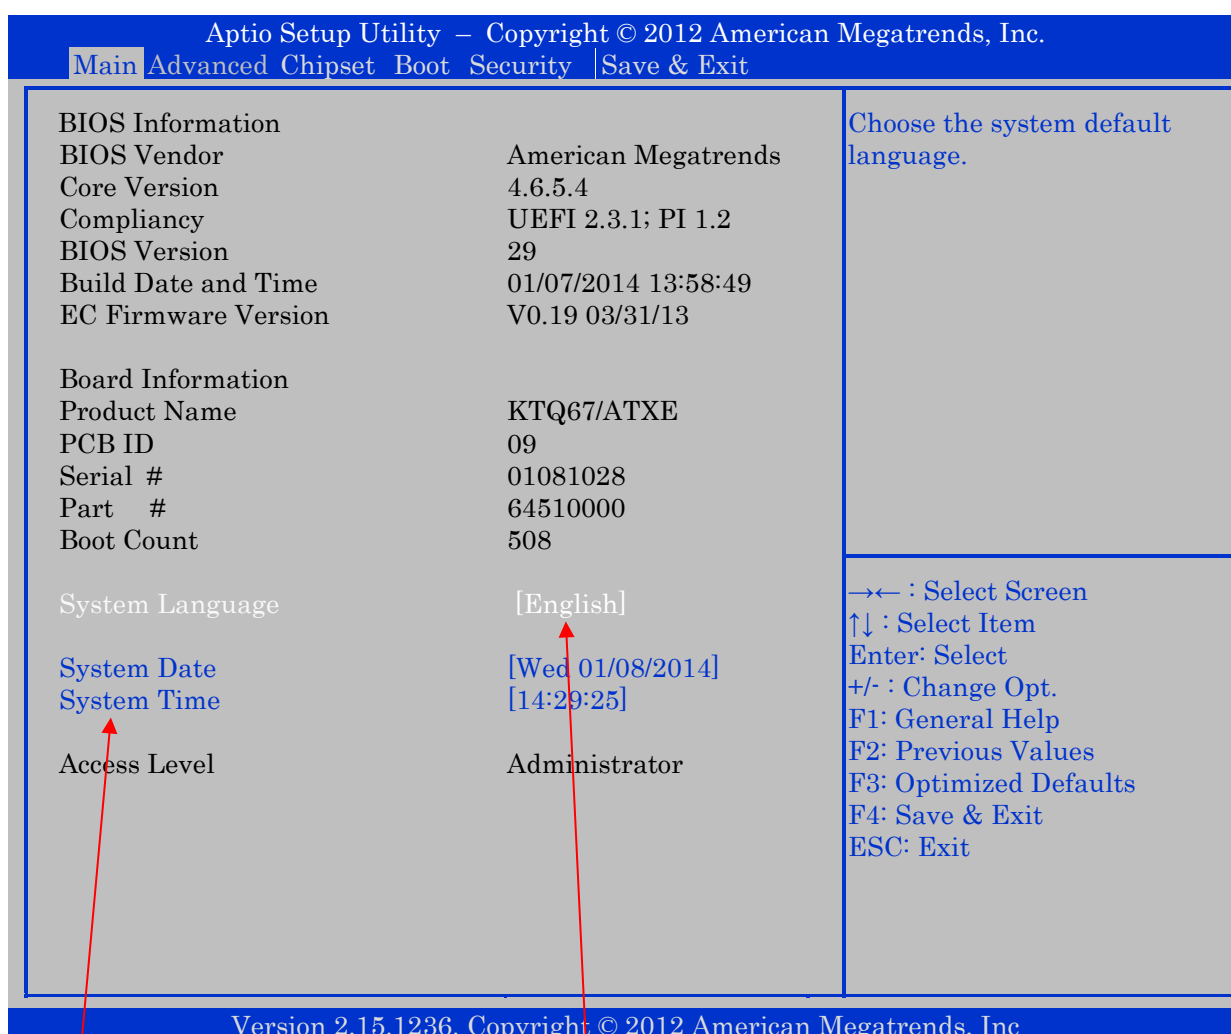 Aptio Setup Utility – Copyright © 2012 American Megatrends, Inc.
Main Advanced Chipset Boot Security Save & Exit
BIOS Information
BIOS Vendor American Megatrends
Core Version 4.6.5.4
Compliancy UEFI 2.3.1; PI 1.2
BIOS Version 29
Build Date and Time 01/07/2014 13:58:49
EC Firmware Version V0.19 03/31/13
Board Information
Product Name KTQ67/ATXE
PCB ID 09
Serial # 01081028
Part # 64510000
Boot Count 508
System Language [English]
System Date [Wed 01/08/2014]
System Time [14:29:25]
Access Level Administrator
Choose the system default
language.
→← : Select Screen
↑↓ : Select Item
Enter: Select
+/- : Change Opt.
F1: General Help
F2: Previous Values
F3: Optimized Defaults
F4: Save & Exit
ESC: Exit
Version 2.15.1236. Copyright © 2012 American Megatrends, Inc